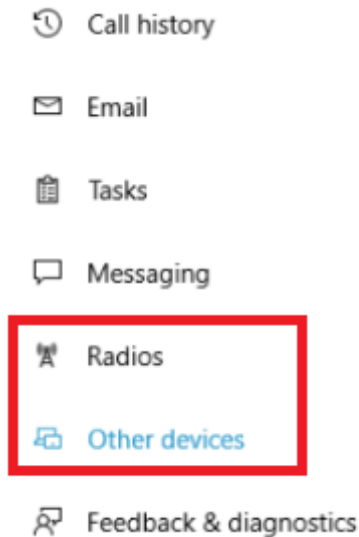 Call history
Email
Tasks
Messaging
Radios
Other devices
Feedback & diagnostics